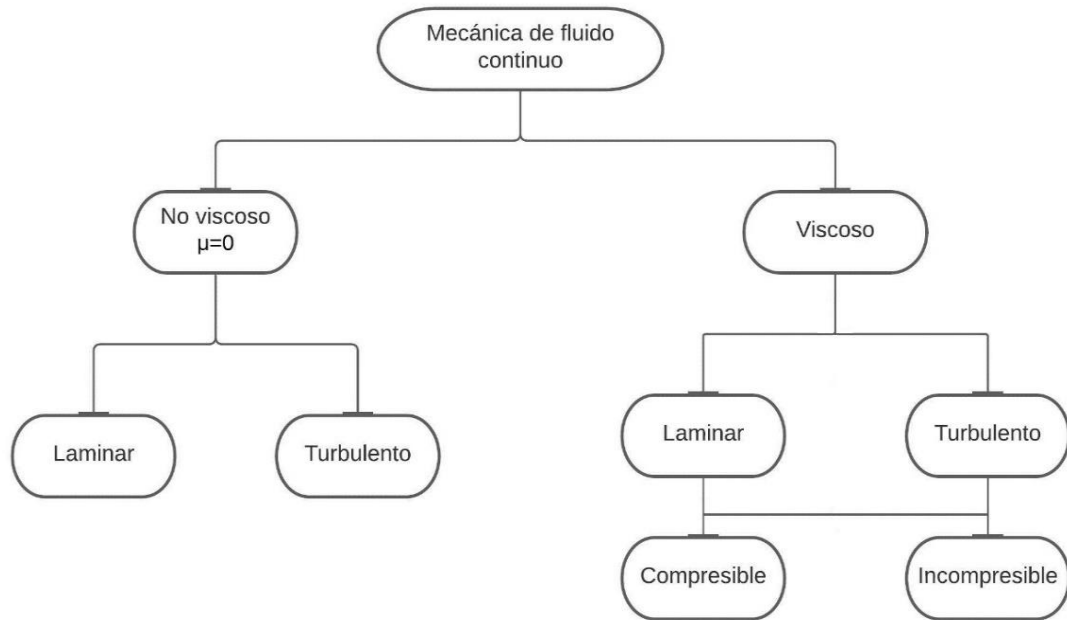 Mecánica de fluido
continuo
No viscoso
μ=0
Viscoso
Laminar
Turbulento
Laminar
Turbulento
Compresible
Incompresible